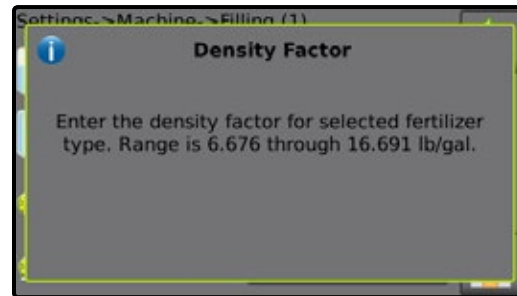 Settings->Machine->Filling (1)
Density Factor
Enter the density factor for selected fertilizer
type. Range is 6.676 through 16.691 lb/gal.